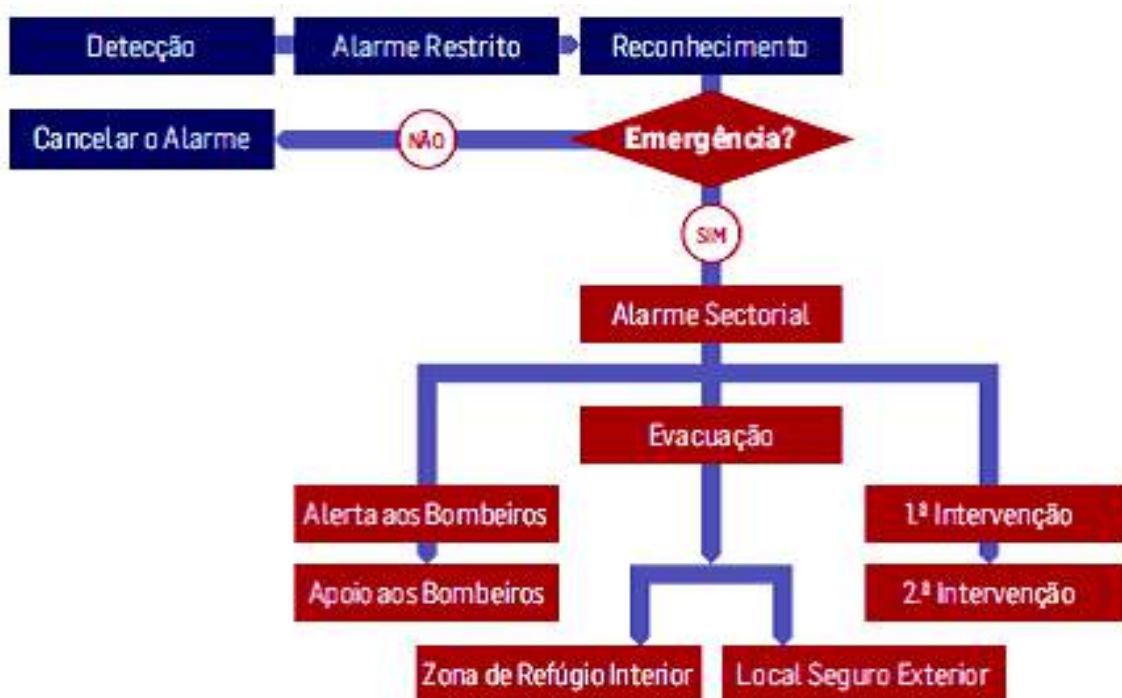 Detecção
Alarme Restrito
Reconhecimento
Cancelar o Alarme
NÃO
Emergência?
SIM
Alarme Sectorial
Evacuação
Alerta aos Bombeiros
1.ª Intervenção
Apoio aos Bombeiros
2.ª Intervenção
Zona de Refúgio Interior
Local Seguro Exterior